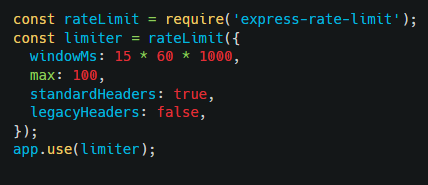 const rateLimit = require('express-rate-limit');
const limiter = rateLimit({
  windowMs: 15 * 60 * 1000,
  max: 100,
  standardHeaders: true,
  legacyHeaders: false,
});
app.use(limiter);